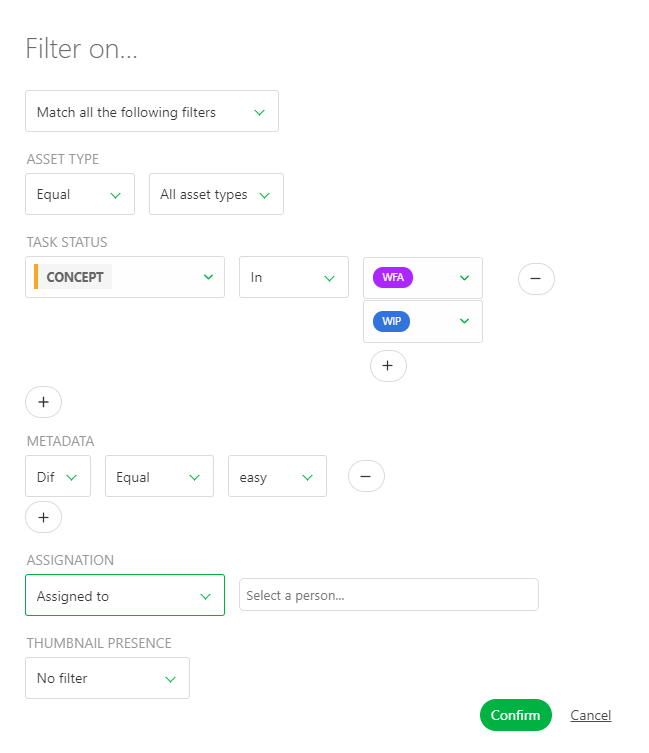 Filter on...
Match all the following filters
ASSET TYPE
Equal All asset types
TASK STATUS
CONCEPT In WFA
WIP
+
+
METADATA
Dif Equal easy
+
ASSIGNATION
Assigned to Select a person...
THUMBNAIL PRESENCE
No filter
Confirm Cancel